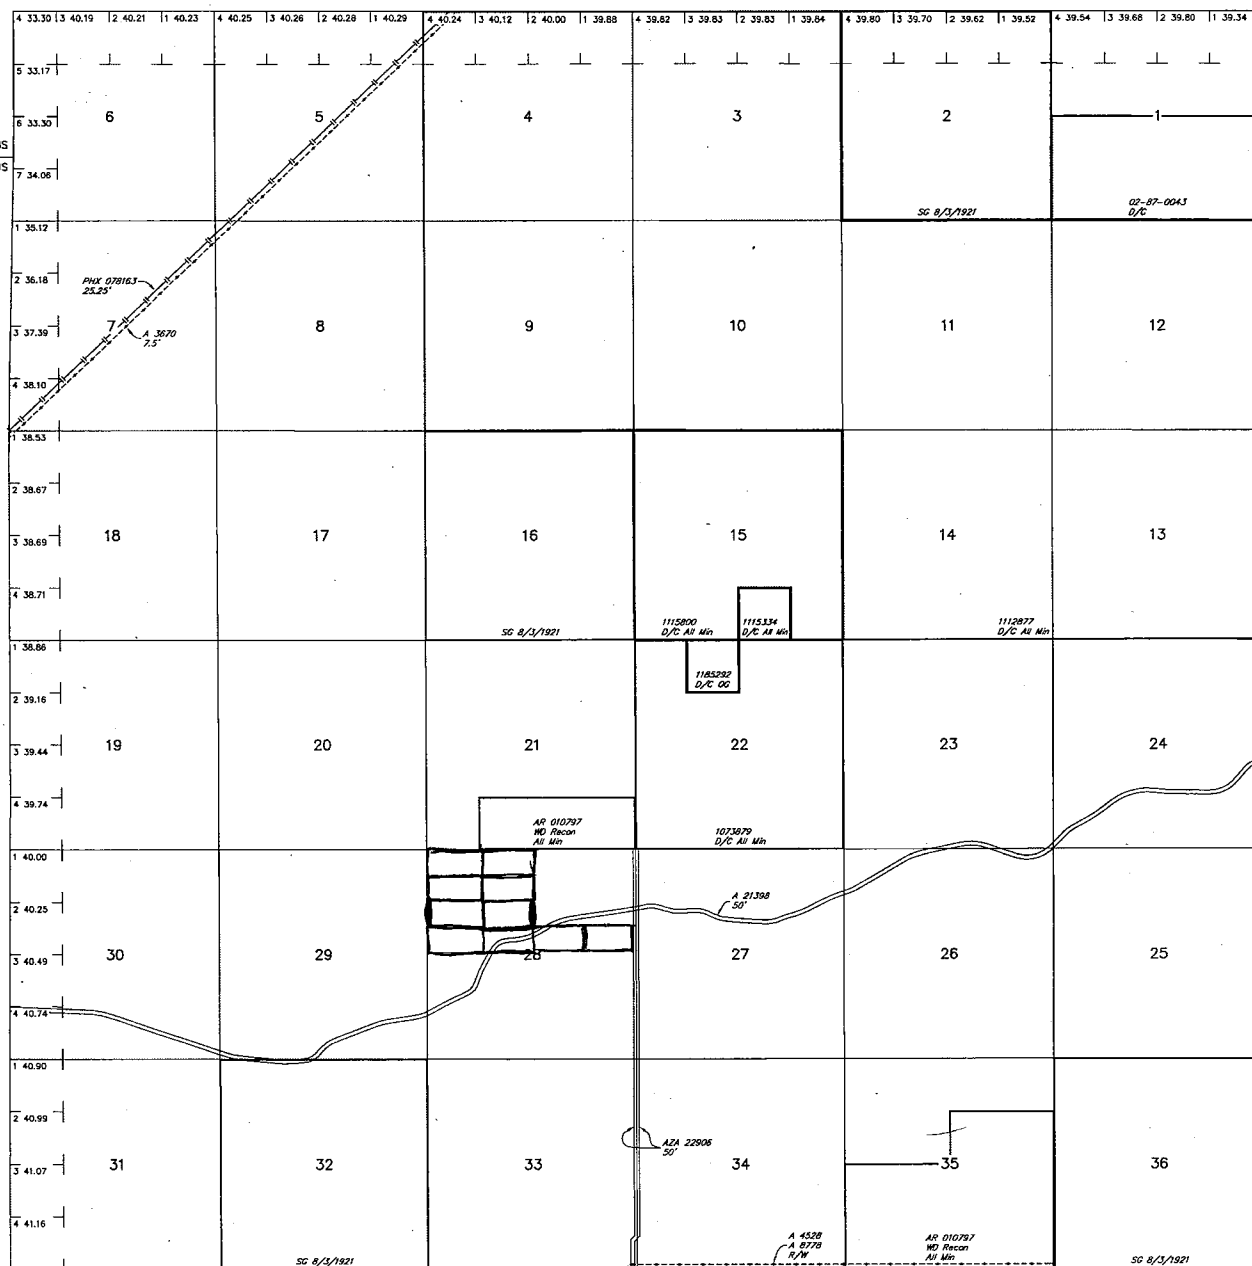 4 33.30 3 40.19 2 40.21 1 40.23 4 40.25 3 40.26 2 40.28 1 40.29 4 40.24 3 40.12 2 40.00 1 39.88 4 39.82 3 39.83 2 39.83 1 39.84 4 39.80 3 39.70 2 39.62 1 39.52 4 39.54 3 39.68 2 39.80 1 39.34
5 33.17
6 33.30
7 34.06
6 5 4 3 2 1
SG 8/3/1921
02-87-0043
D/C
1 35.12
2 36.18
3 37.39
4 38.10
PHX 078163
25.25'
A 3670
7.5'
7 8 9 10 11 12
1 38.53
2 38.67
3 38.69
4 38.71
18 17 16 15 14 13
SG 8/3/1921
1115800
D/C All Min
1115334
D/C All Min
1112877
D/C All Min
1 38.86
2 39.16
3 39.44
4 39.74
1185292
D/C OG
19 20 21 22 23 24
AR 010797
WD Recon
All Min
1073879
D/C All Min
1 40.00
2 40.25
3 40.49
4 40.74
A 21398
50'
30 29 28 27 26 25
1 40.90
2 40.99
3 41.07
4 41.16
AZA 22906
50'
31 32 33 34 35 36
SG 8/3/1921
A 4528
A 8778
R/W
AR 010797
WD Recon
All Min
SG 8/3/1921